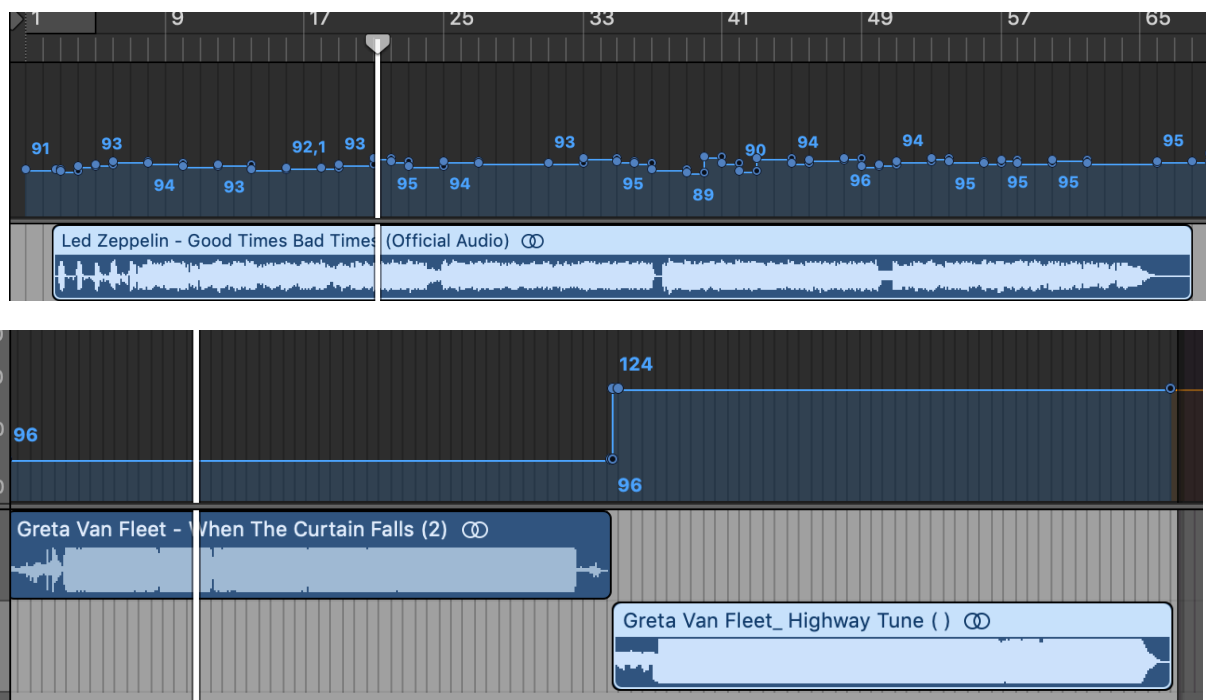 1 9 17 25 33 41 49 57 65
91 93 92,1 93 93 90 94 94 95
94 93 95 94 95 89 96 95 95 95
Led Zeppelin - Good Times Bad Times (Official Audio)
124
96
96
Greta Van Fleet - When The Curtain Falls (2)
Greta Van Fleet_ Highway Tune ( )